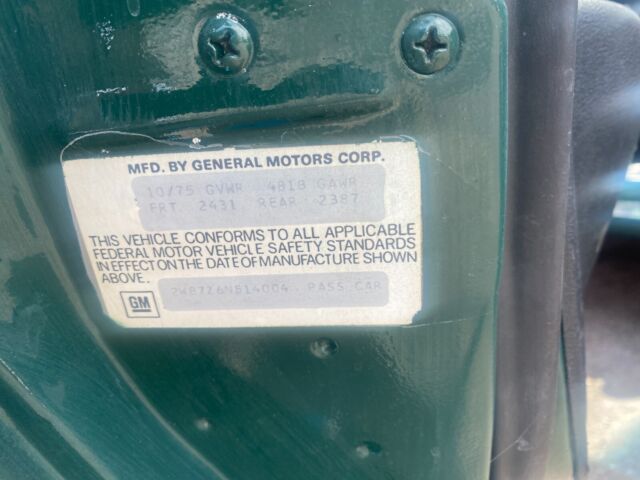 MFD. BY GENERAL MOTORS CORP.
10/75 GVWR 4818 GAWR
FRT. 2431 REAR 2387
THIS VEHICLE CONFORMS TO ALL APPLICABLE
FEDERAL MOTOR VEHICLE SAFETY STANDARDS
IN EFFECT ON THE DATE OF MANUFACTURE SHOWN
ABOVE.
GM 2W87Z6N514004 PASS CAR